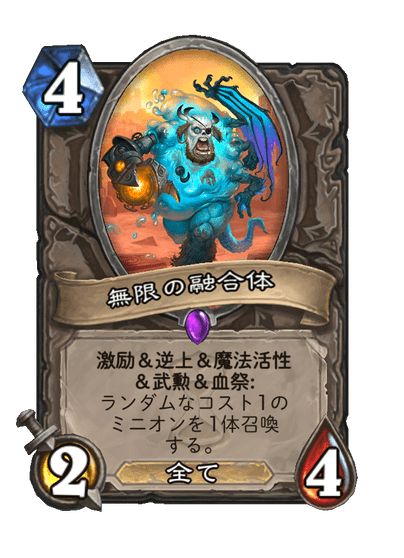 4
無限の融合体
激励＆逆上＆魔法活性
＆武勲＆血祭:
ランダムなコスト1の
ミニオンを1体召喚
する。
2
全て
4